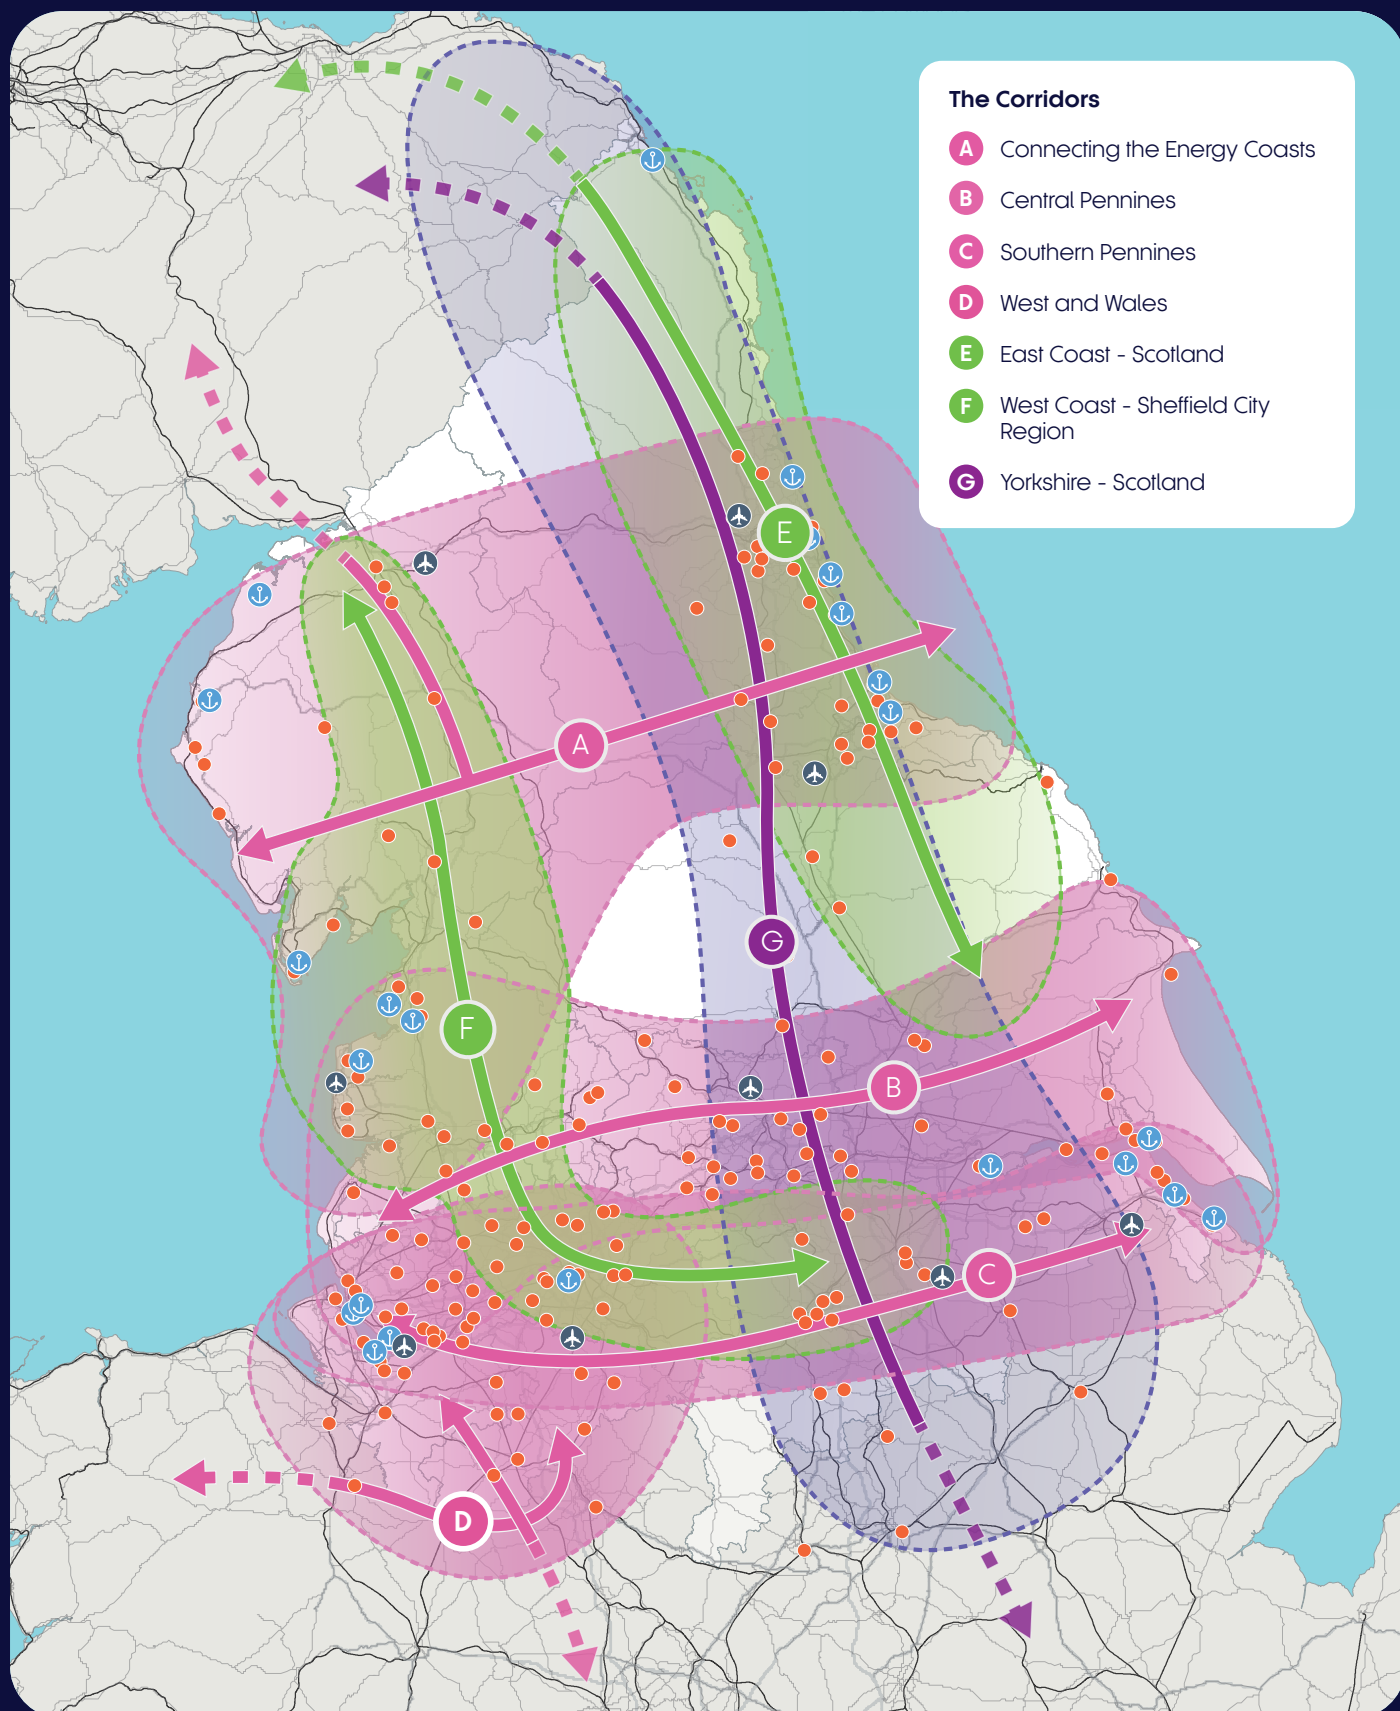 The Corridors
A Connecting the Energy Coasts
B Central Pennines
C Southern Pennines
D West and Wales
E East Coast - Scotland
F West Coast - Sheffield City
Region
G Yorkshire - Scotland
E
A
G
F
B
C
D